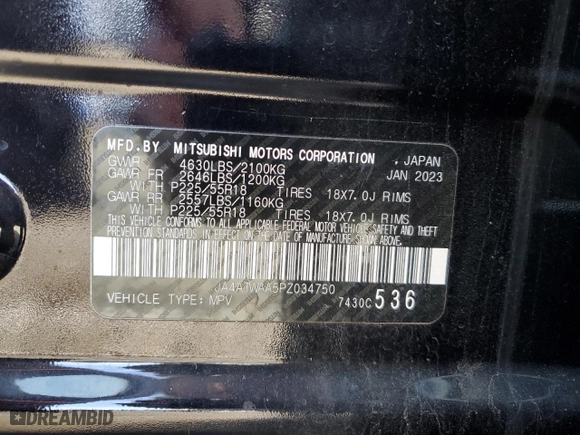 MFD.BY MITSUBISHI MOTORS CORPORATION , JAPAN
GVWR 4630LBS/2100KG JAN 2023
GAWR FR 2646LBS/1200KG
WITH P225/55R18 TIRES 18X7.0J RIMS
GAWR RR 2557LBS/1160KG
WITH P225/55R18 TIRES 18X7.0J RIMS
THIS VEHICLE CONFORMS TO ALL APPLICABLE FEDERAL MOTOR VEHICLE SAFETY, BUMPER, AND THEFT
PREVENTION STANDARDS IN EFFECT ON THE DATE OF MANUFACTURE SHOWN ABOVE.
JA4ATWAA5PZ034750
VEHICLE TYPE: MPV 7430C536
DREAMBID